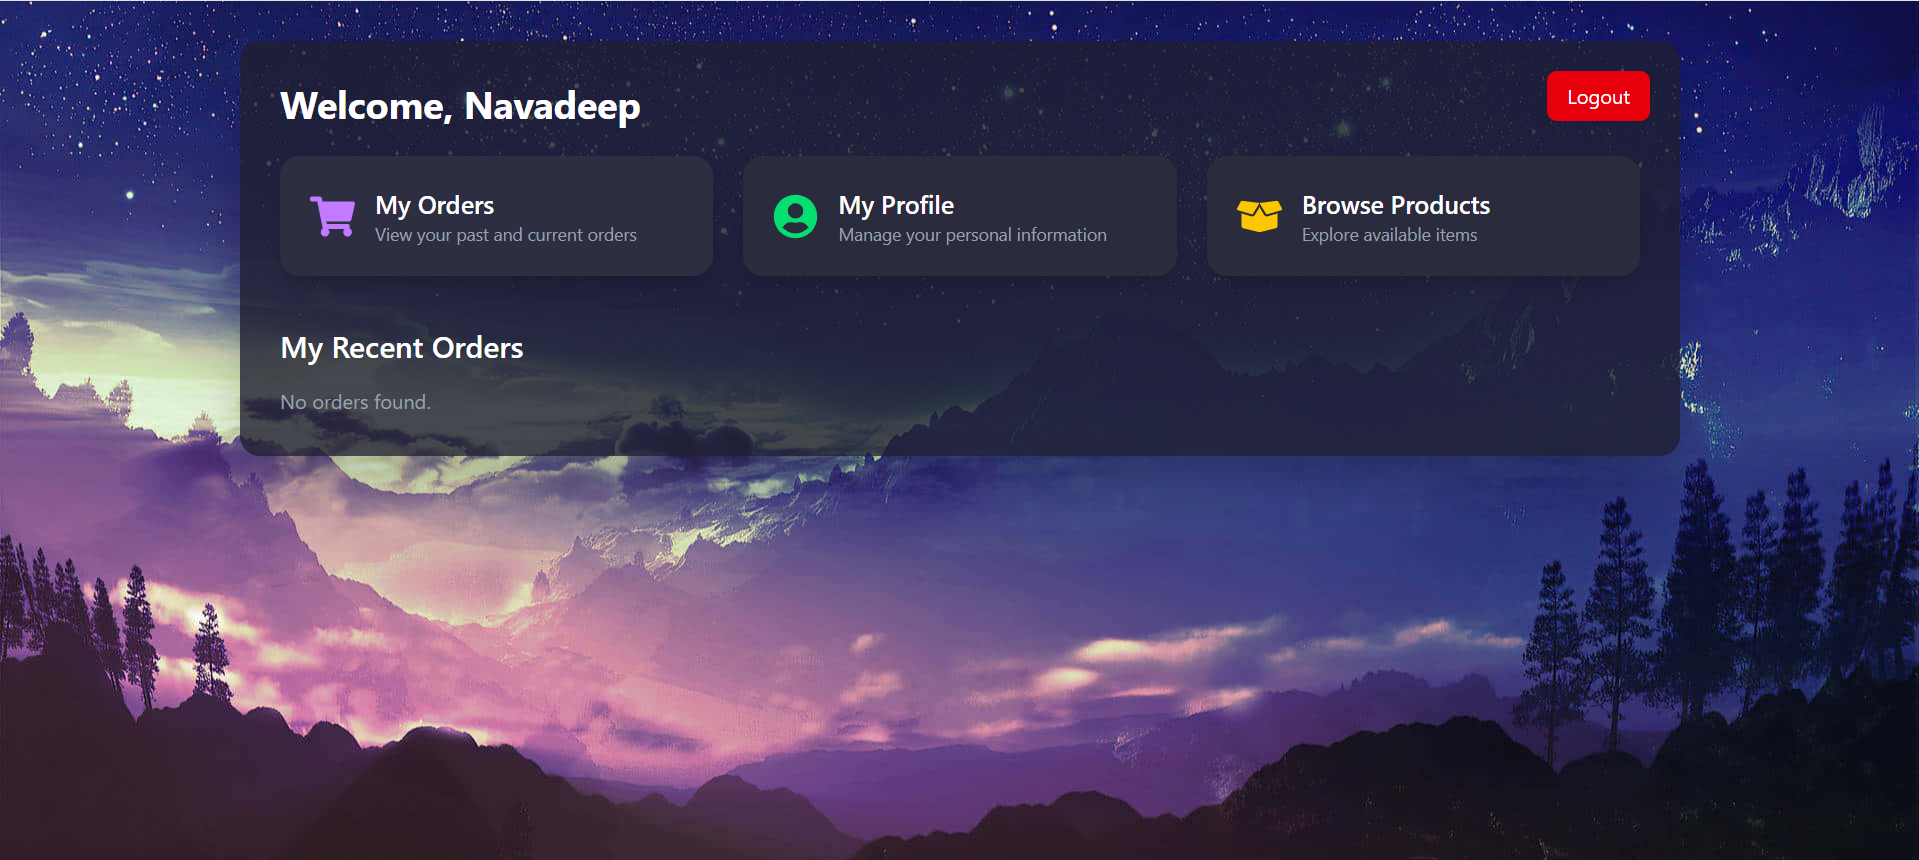 Welcome, Navadeep
Logout
My Orders
View your past and current orders
My Profile
Manage your personal information
Browse Products
Explore available items
My Recent Orders
No orders found.